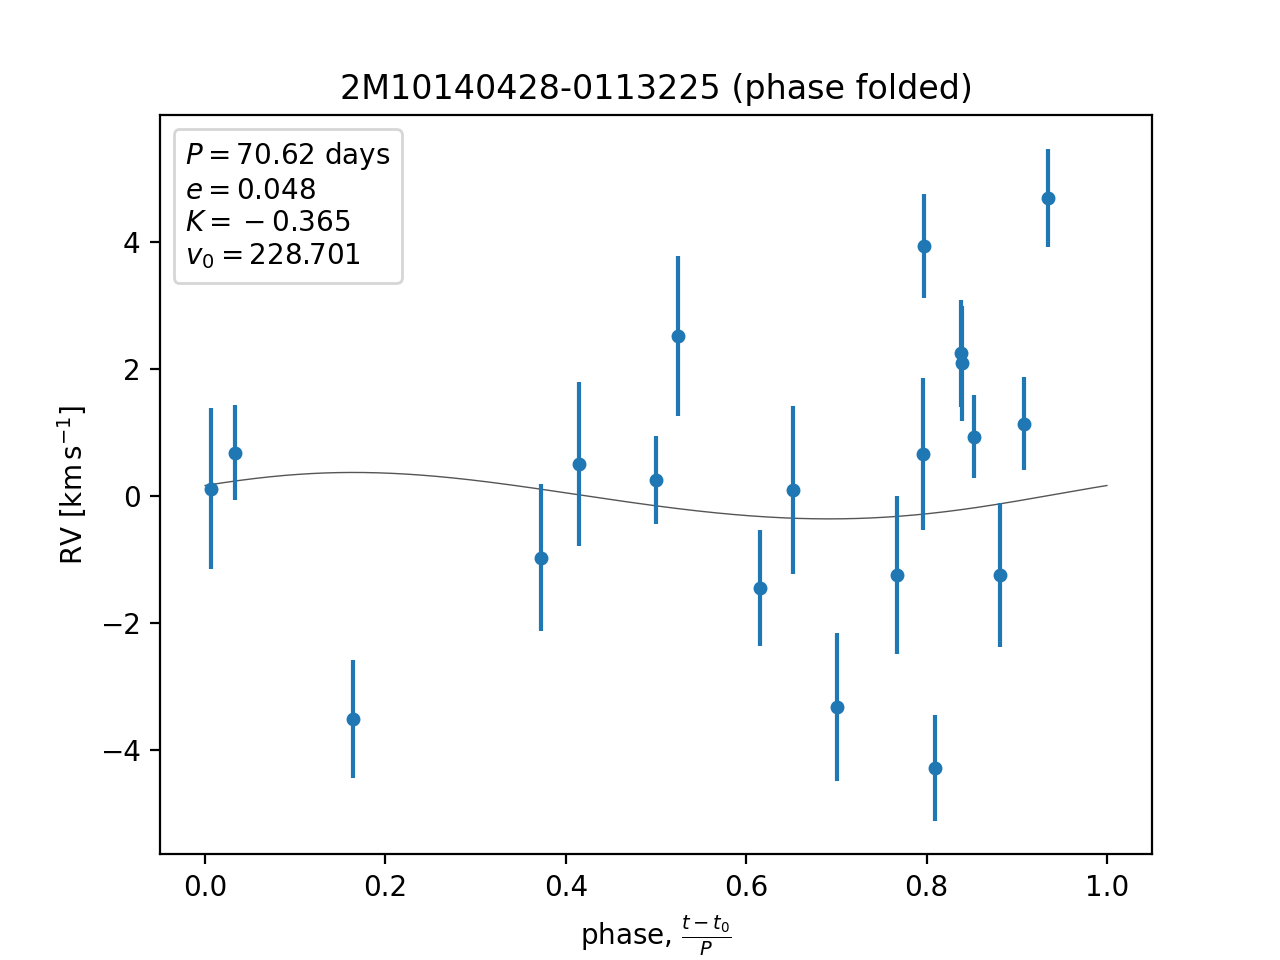 2M10140428-0113225 (phase folded)
P = 70.62 days
e = 0.048
K = −0.365
v₀ = 228.701
RV [km s⁻¹]
4
2
0
−2
−4
0.0 0.2 0.4 0.6 0.8 1.0
phase, (t − t₀)/P